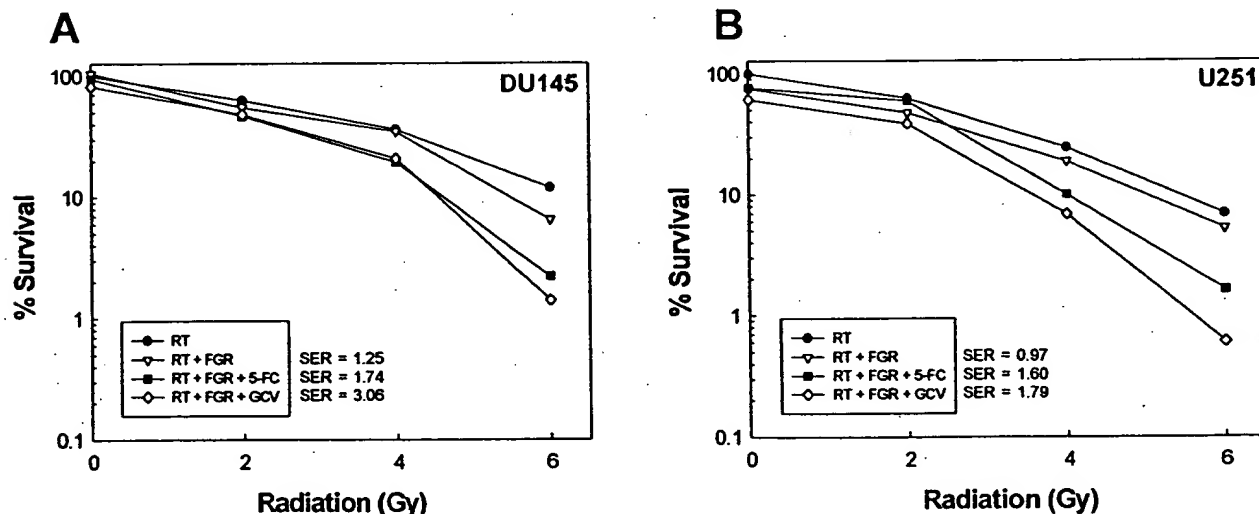 A
DU145
100
10
1
0.1
% Survival
RT
RT + FGR SER = 1.25
RT + FGR + 5-FC SER = 1.74
RT + FGR + GCV SER = 3.06
0 2 4 6
Radiation (Gy)
B
U251
100
10
1
0.1
% Survival
RT
RT + FGR SER = 0.97
RT + FGR + 5-FC SER = 1.60
RT + FGR + GCV SER = 1.79
0 2 4 6
Radiation (Gy)